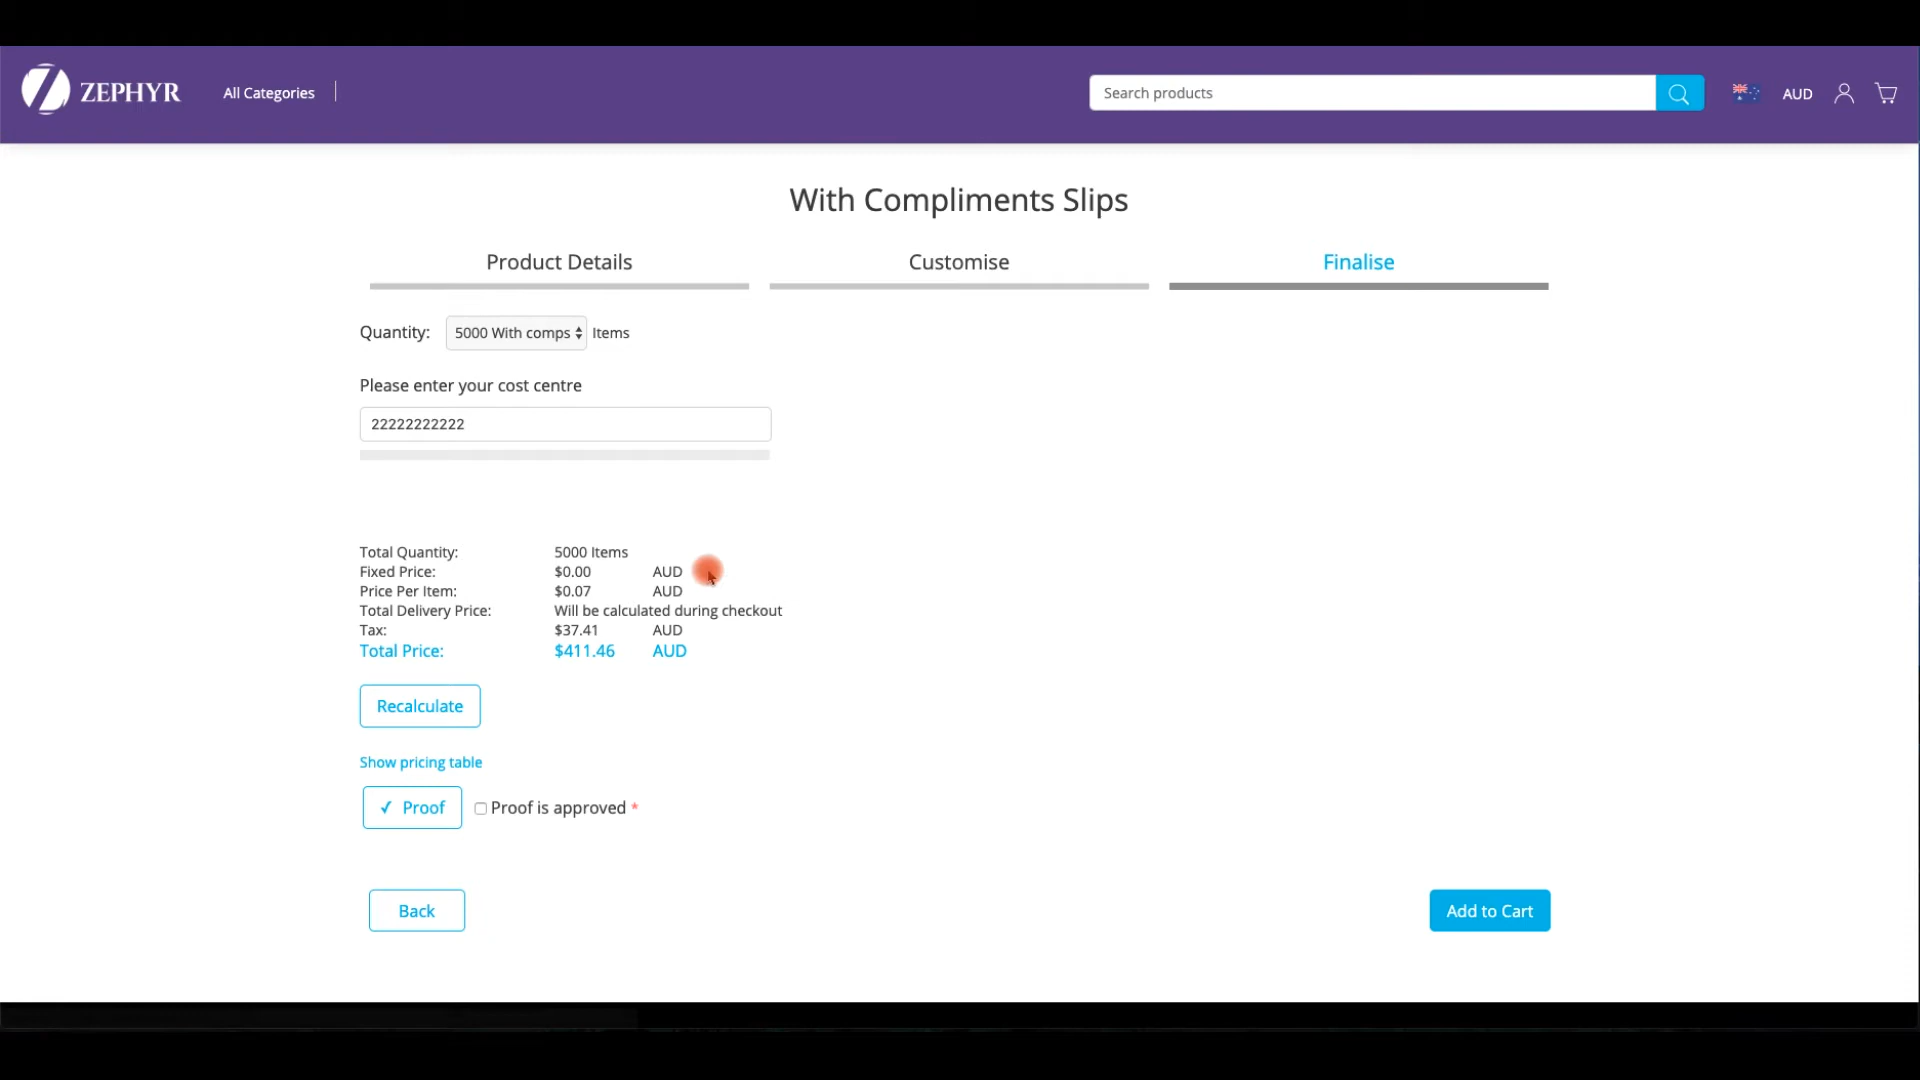 ZEPHYR
All Categories
Search products
AUD
With Compliments Slips
Product Details
Customise
Finalise
Quantity: 5000 With comps Items
Please enter your cost centre
22222222222
Total Quantity: 5000 Items
Fixed Price: $0.00 AUD
Price Per Item: $0.07 AUD
Total Delivery Price: Will be calculated during checkout
Tax: $37.41 AUD
Total Price: $411.46 AUD
Recalculate
Show pricing table
✓ Proof Proof is approved *
Back
Add to Cart